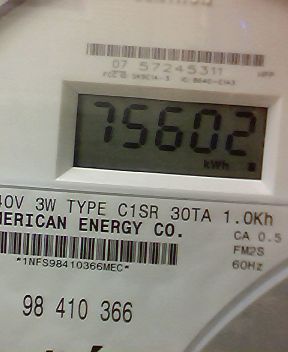 07 57245311
75602
kWh
40V 3W TYPE C1SR 30TA 1.0Kh
MERICAN ENERGY CO.
CA 0.5
FM2S
60Hz
*1NFS98410366MEC*
98 410 366